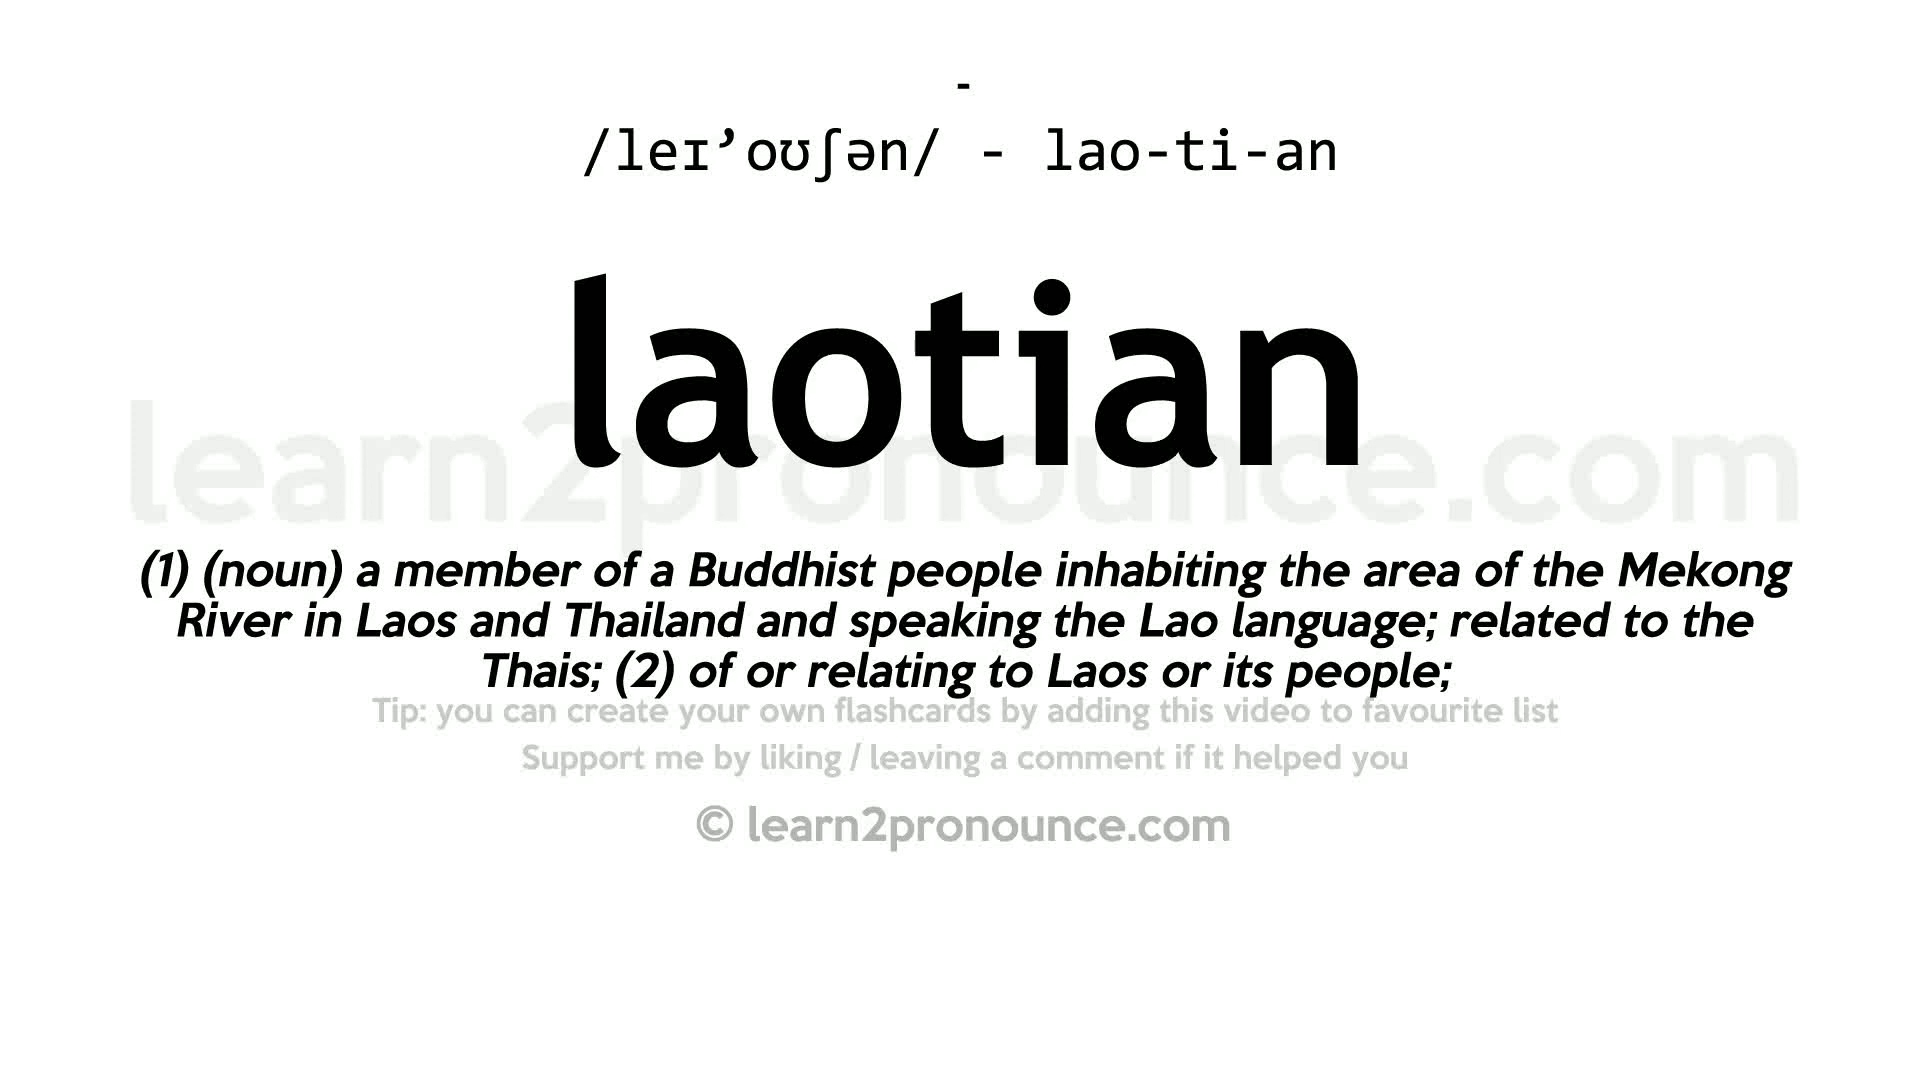 -
/leɪ’oʊʃən/ - lao-ti-an
laotian
learn2pronounce.com
(1) (noun) a member of a Buddhist people inhabiting the area of the Mekong
River in Laos and Thailand and speaking the Lao language; related to the
Thais; (2) of or relating to Laos or its people;
Tip: you can create your own flashcards by adding this video to favourite list
Support me by liking / leaving a comment if it helped you
© learn2pronounce.com